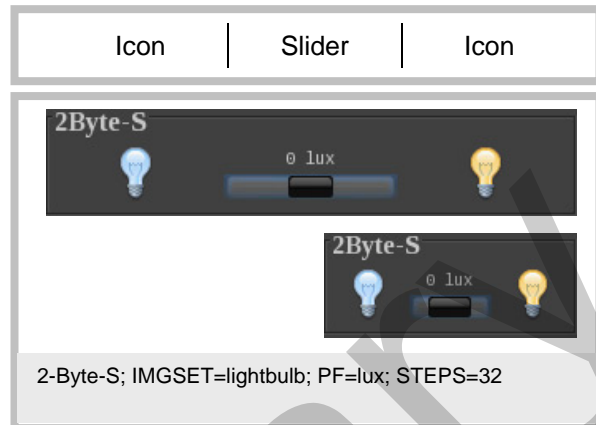 Icon Slider Icon
2Byte-S
0 lux
2Byte-S
0 lux
2-Byte-S; IMGSET=lightbulb; PF=lux; STEPS=32